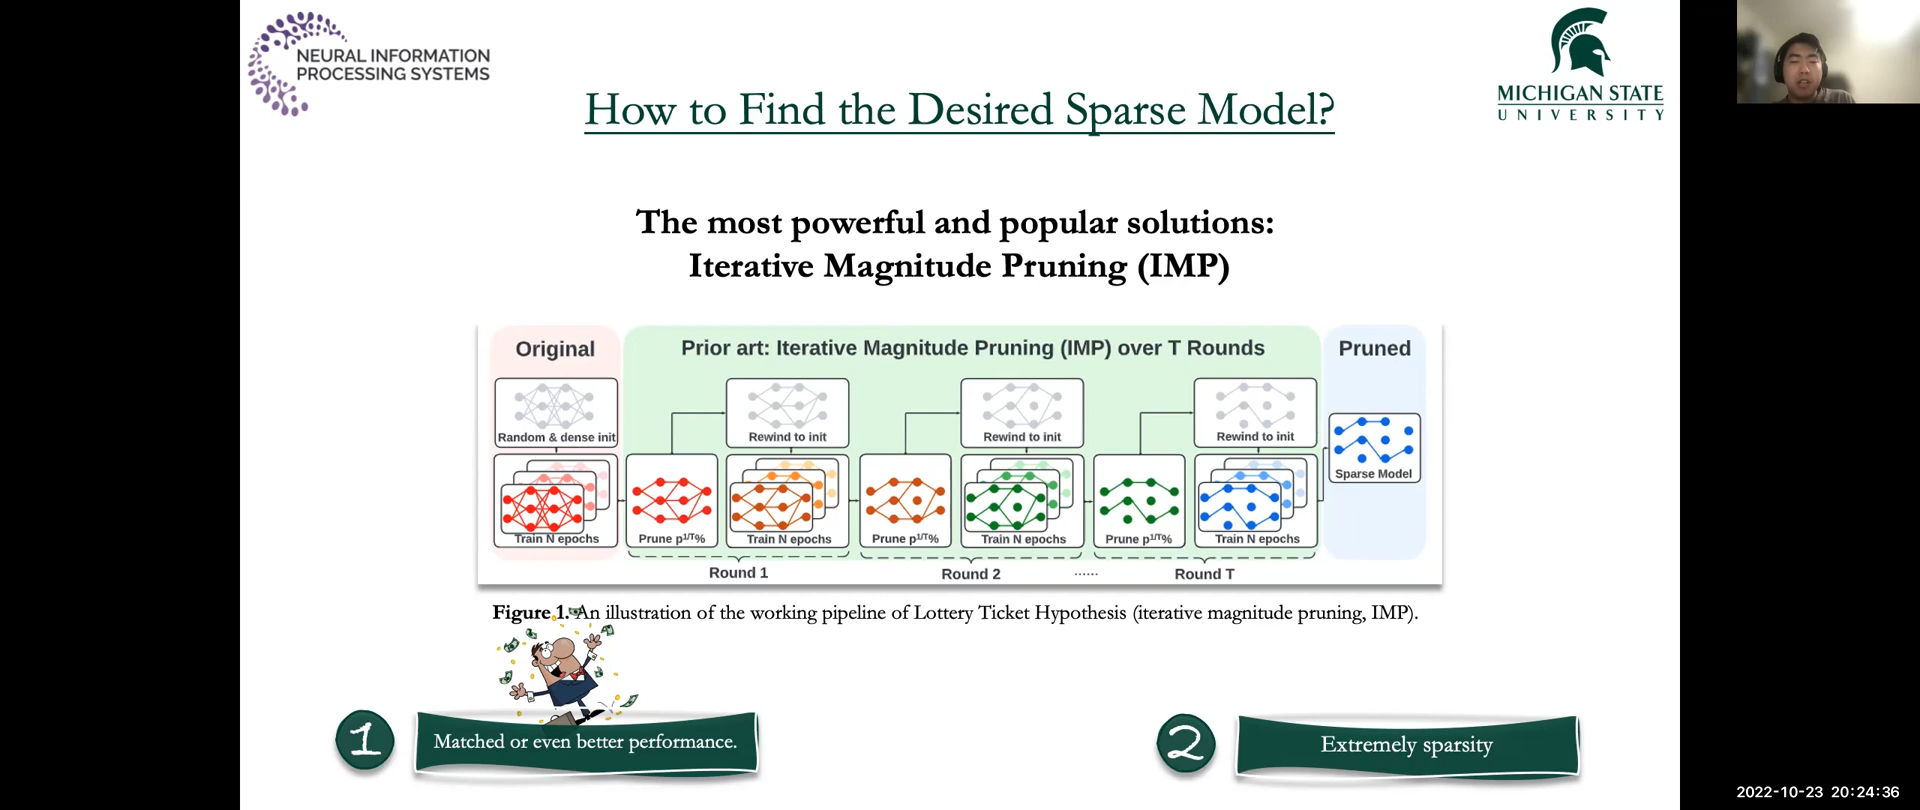 NEURAL INFORMATION
PROCESSING SYSTEMS
MICHIGAN STATE
UNIVERSITY
How to Find the Desired Sparse Model?
The most powerful and popular solutions:
Iterative Magnitude Pruning (IMP)
Original
Prior art: Iterative Magnitude Pruning (IMP) over T Rounds
Pruned
Random & dense init
Rewind to init
Rewind to init
Rewind to init
Sparse Model
Train N epochs
Prune p^1/T%
Train N epochs
Prune p^1/T%
Train N epochs
Prune p^1/T%
Train N epochs
Round 1
Round 2
......
Round T
Figure 1. An illustration of the working pipeline of Lottery Ticket Hypothesis (iterative magnitude pruning, IMP).
1
Matched or even better performance.
2
Extremely sparsity
2022-10-23 20:24:36